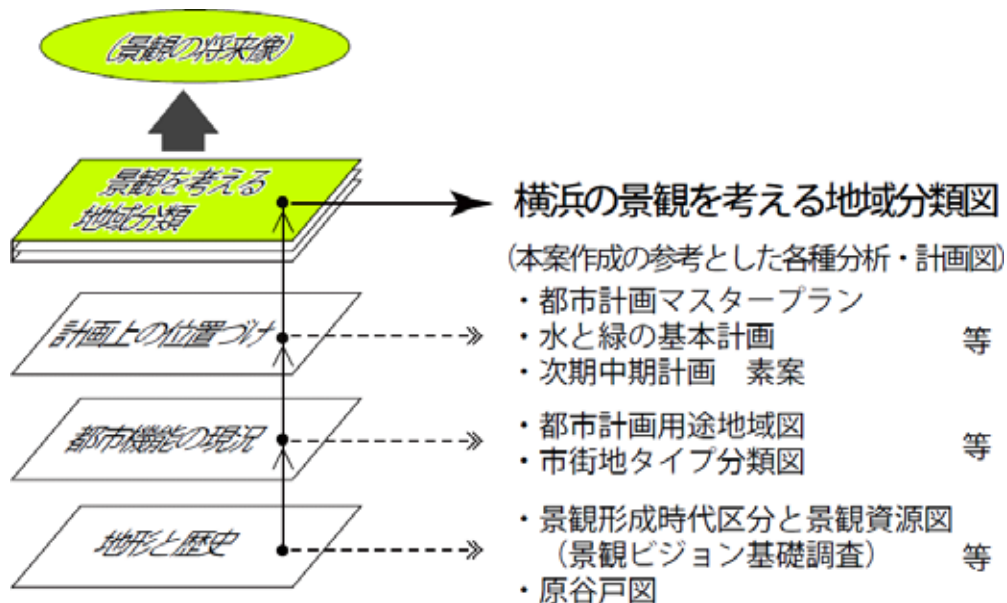 (景観の将来像)
景観を考える
地域分類
横浜の景観を考える地域分類図
(本案作成の参考とした各種分析・計画図)
計画上の位置づけ
・都市計画マスタープラン
・水と緑の基本計画
・次期中期計画　素案
等
都市機能の現況
・都市計画用途地域図
・市街地タイプ分類図
等
地形と歴史
・景観形成時代区分と景観資源図
（景観ビジョン基礎調査）
・原谷戸図
等